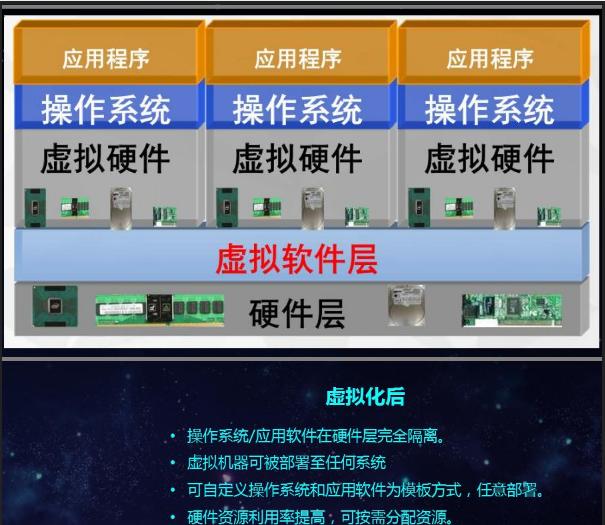 应用程序 应用程序 应用程序
操作系统 操作系统 操作系统
虚拟硬件 虚拟硬件 虚拟硬件
虚拟软件层
硬件层
虚拟化后
• 操作系统/应用软件在硬件层完全隔离。
• 虚拟机器可被部署至任何系统
• 可自定义操作系统和应用软件为模板方式，任意部署。
• 硬件资源利用率提高，可按需分配资源。